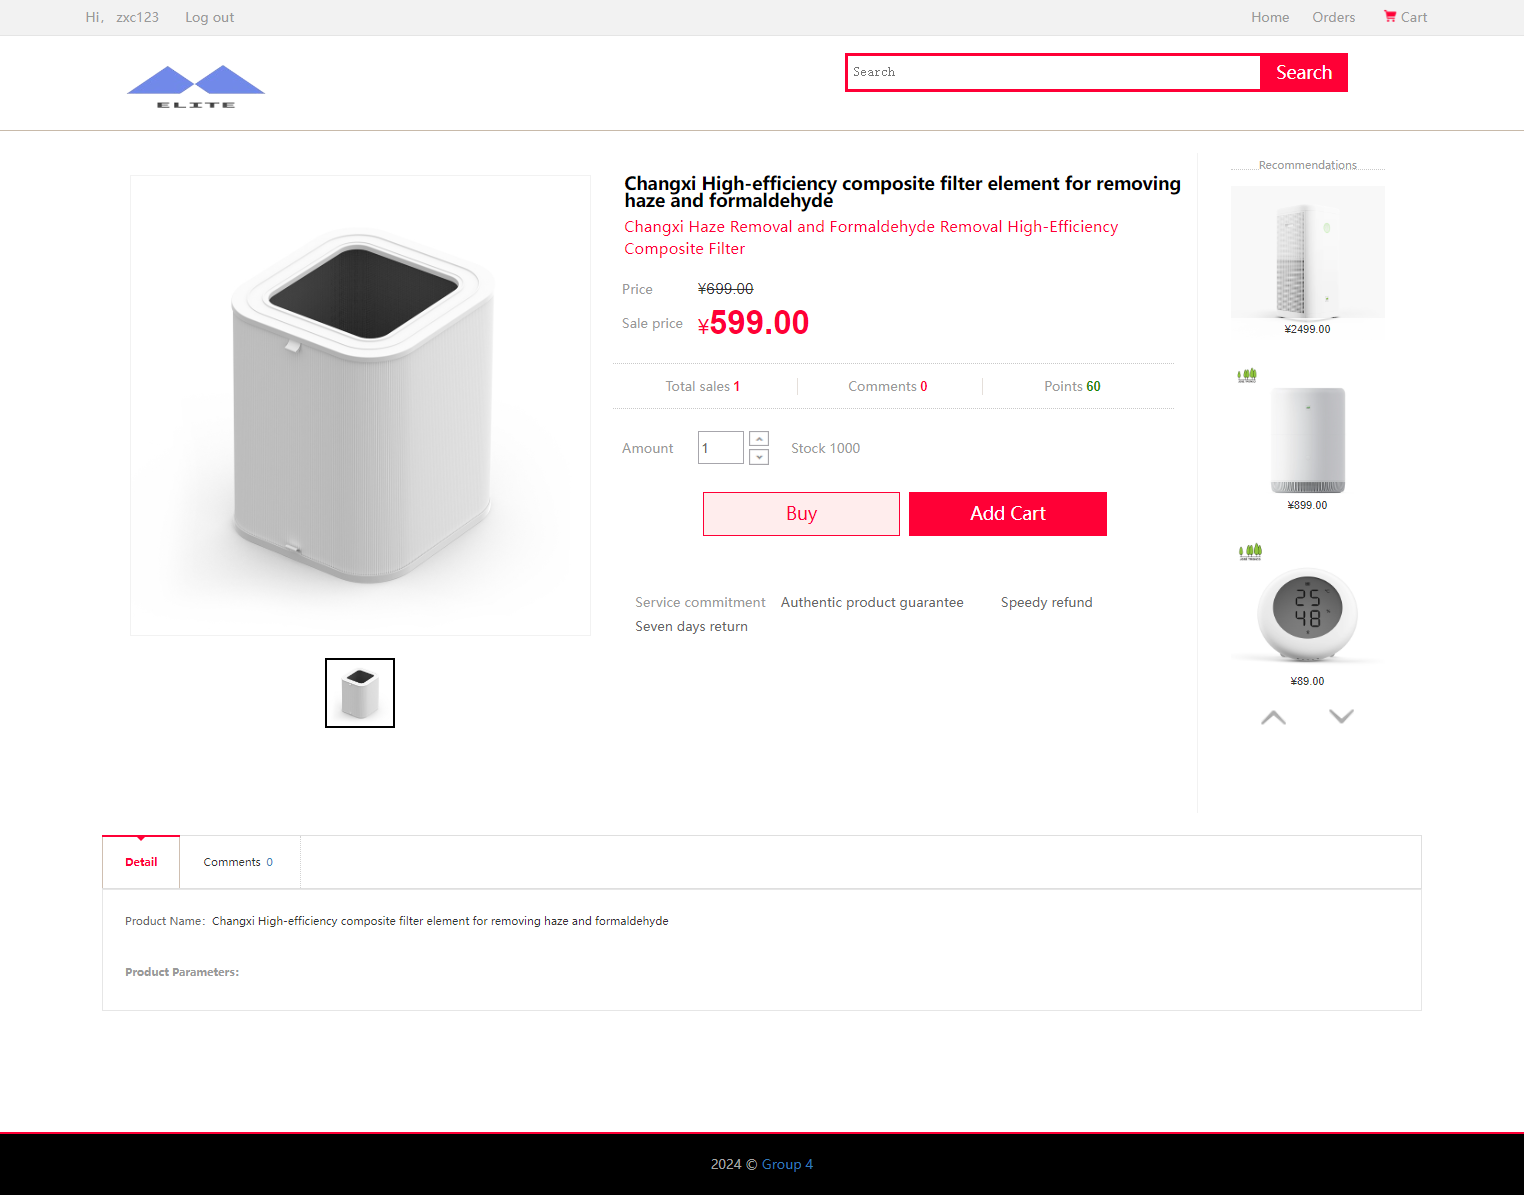 Hi, zxc123 Log out
Home Orders Cart
ELITE
Search Search
Changxi High-efficiency composite filter element for removing
haze and formaldehyde
Changxi Haze Removal and Formaldehyde Removal High-Efficiency
Composite Filter
Price ¥699.00
Sale price ¥599.00
Total sales 1 Comments 0 Points 60
Amount 1 Stock 1000
Buy Add Cart
Service commitment Authentic product guarantee Speedy refund
Seven days return
Recommendations
¥2499.00
¥899.00
25
48
¥89.00
Detail Comments 0
Product Name: Changxi High-efficiency composite filter element for removing haze and formaldehyde
Product Parameters:
2024 © Group 4